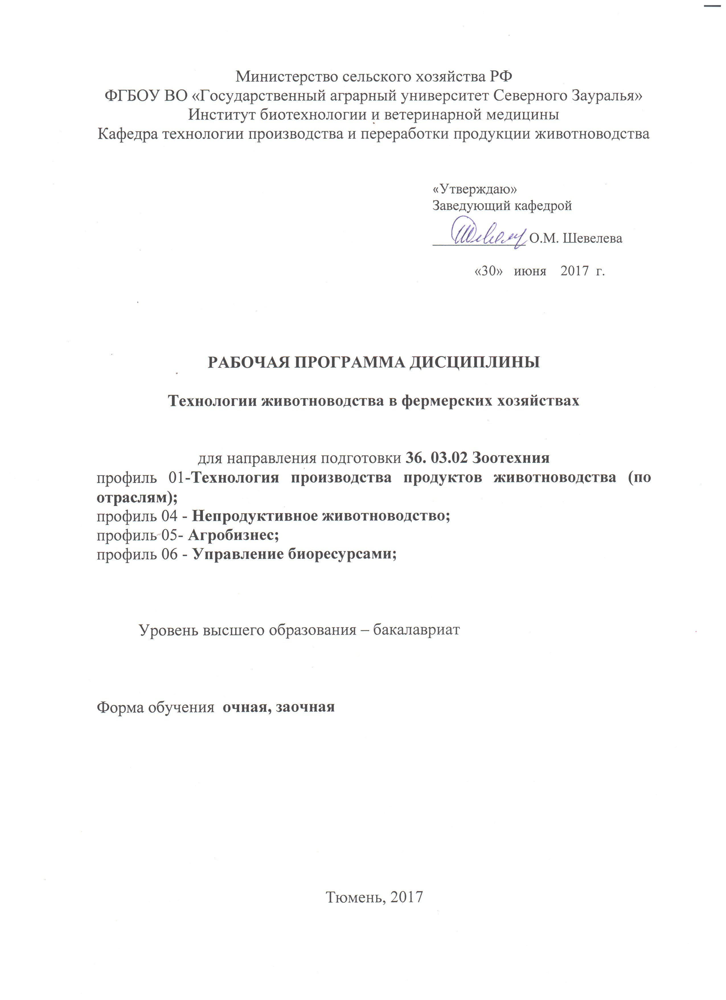 Министерство сельского хозяйства РФ
ФГБОУ ВО «Государственный аграрный университет Северного Зауралья»
Институт биотехнологии и ветеринарной медицины
Кафедра технологии производства и переработки продукции животноводства
«Утверждаю»
Заведующий кафедрой
О.М. Шевелева
«30» июня 2017 г.
РАБОЧАЯ ПРОГРАММА ДИСЦИПЛИНЫ
Технологии животноводства в фермерских хозяйствах
для направления подготовки 36. 03.02 Зоотехния
профиль 01-Технология производства продуктов животноводства (по
отраслям);
профиль 04 - Непродуктивное животноводство;
профиль 05- Агробизнес;
профиль 06 - Управление биоресурсами;
Уровень высшего образования – бакалавриат
Форма обучения очная, заочная
Тюмень, 2017